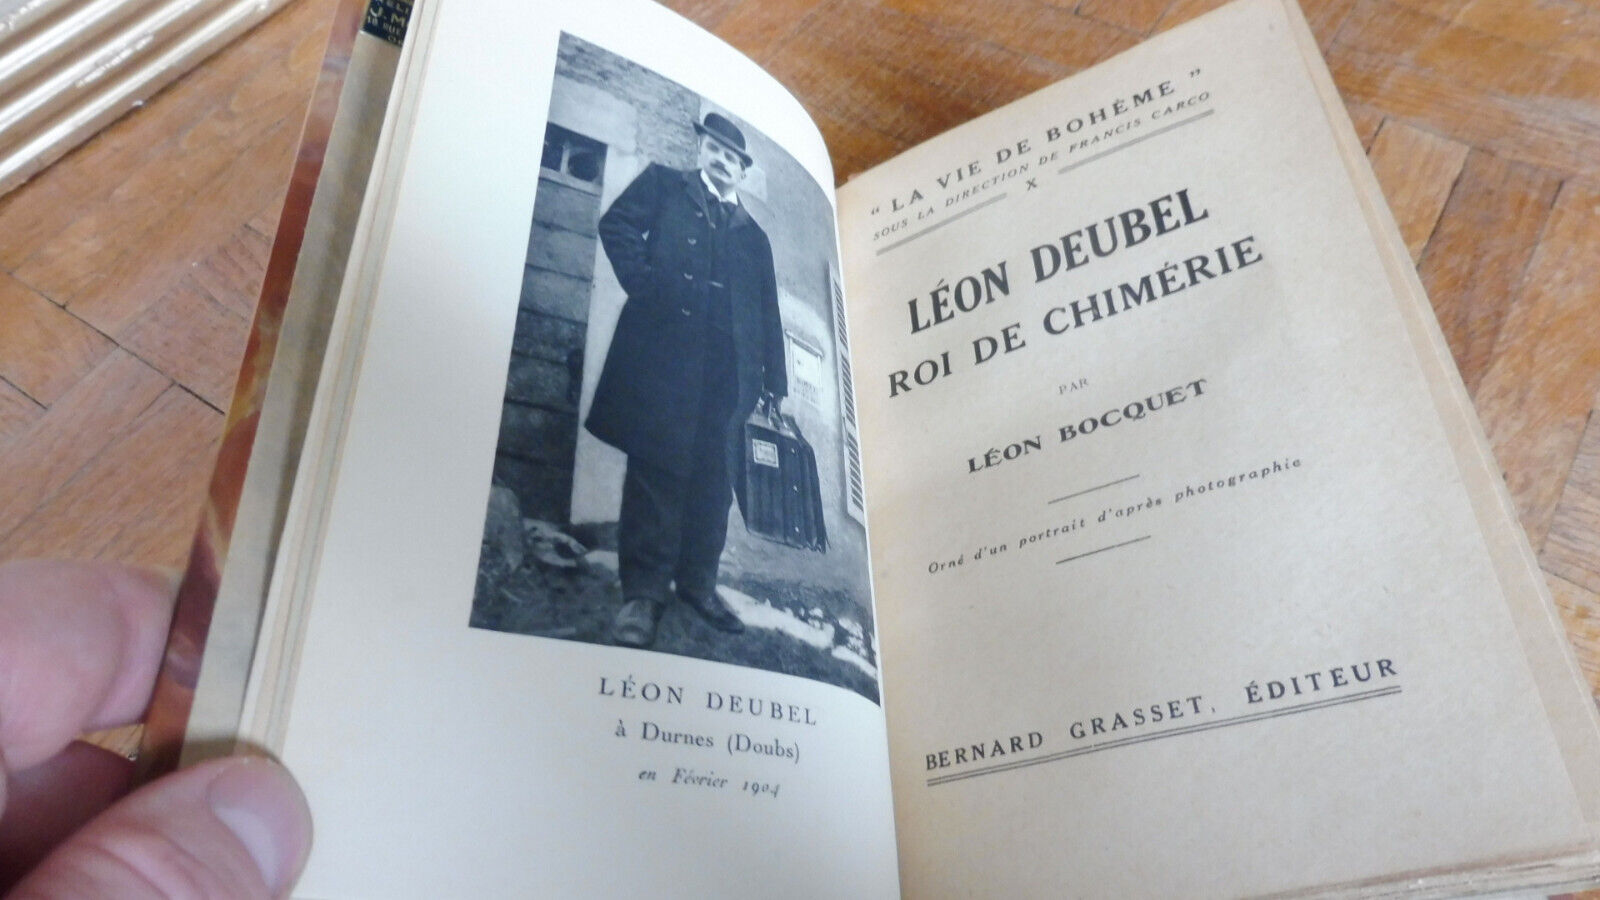 LÉON DEUBEL
à Durnes (Doubs)
en Février 1904
“ LA VIE DE BOHÈME ”
SOUS LA DIRECTION DE FRANCIS CARCO
X
LÉON DEUBEL
ROI DE CHIMÉRIE
PAR
LÉON BOCQUET
Orné d'un portrait d'après photographie
BERNARD GRASSET, ÉDITEUR